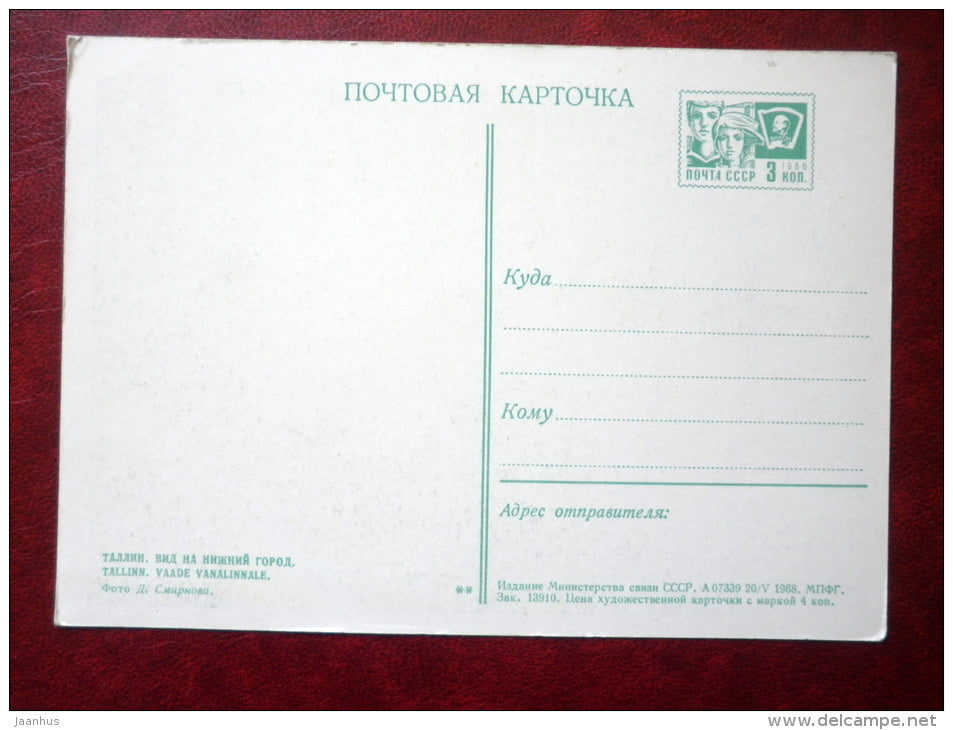 ПОЧТОВАЯ КАРТОЧКА
1966
ПОЧТА СССР 3 КОП.
Куда
Кому
Адрес отправителя:
ТАЛЛИН. ВИД НА НИЖНИЙ ГОРОД.
TALLINN. VAADE VANALINNALE.
Фото Д. Смирнова.
**
Издание Министерства связи СССР. А 07339 20/V 1968. МПФГ.
Зак. 13910. Цена художественной карточки с маркой 4 коп.
jaanhus
www.delcampe.net